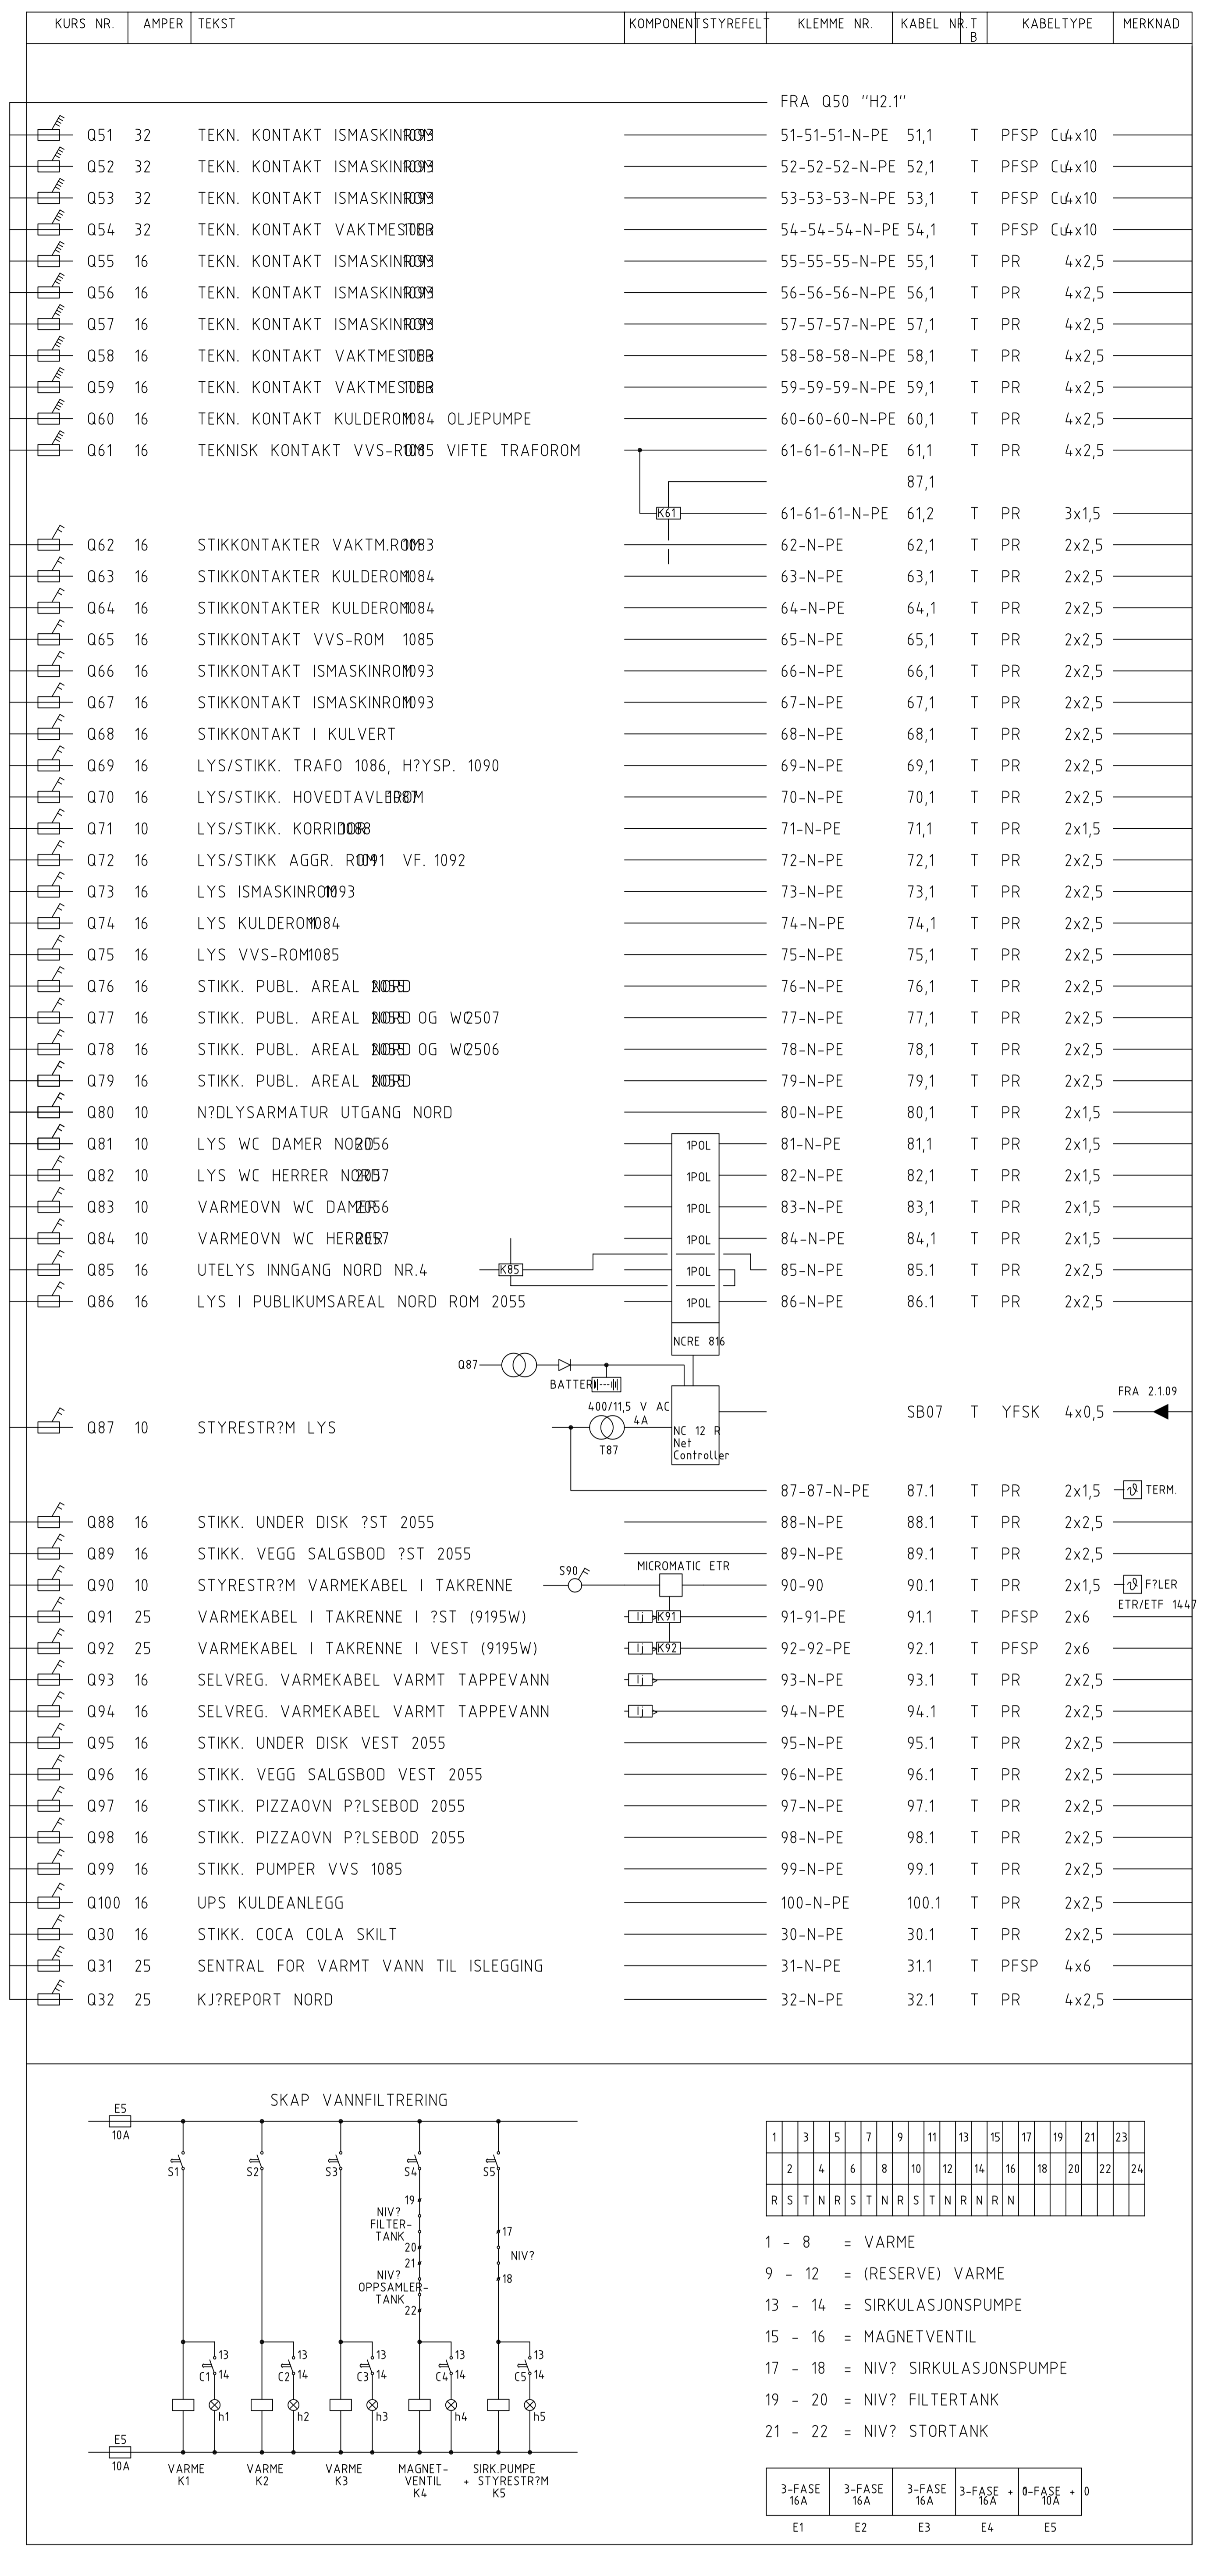 KURS NR. AMPER TEKST KOMPONENT STYREFELT KLEMME NR. KABEL NR. T B KABELTYPE MERKNAD
FRA Q50 "H2.1"
Q51 32 TEKN. KONTAKT ISMASKINROM 1093 51-51-51-N-PE 51,1 T PFSP Cu 4x10
Q52 32 TEKN. KONTAKT ISMASKINROM 1093 52-52-52-N-PE 52,1 T PFSP Cu 4x10
Q53 32 TEKN. KONTAKT ISMASKINROM 1093 53-53-53-N-PE 53,1 T PFSP Cu 4x10
Q54 32 TEKN. KONTAKT VAKTMESTER 1083 54-54-54-N-PE 54,1 T PFSP Cu 4x10
Q55 16 TEKN. KONTAKT ISMASKINROM 1093 55-55-55-N-PE 55,1 T PR 4x2,5
Q56 16 TEKN. KONTAKT ISMASKINROM 1093 56-56-56-N-PE 56,1 T PR 4x2,5
Q57 16 TEKN. KONTAKT ISMASKINROM 1093 57-57-57-N-PE 57,1 T PR 4x2,5
Q58 16 TEKN. KONTAKT VAKTMESTER 1083 58-58-58-N-PE 58,1 T PR 4x2,5
Q59 16 TEKN. KONTAKT VAKTMESTER 1083 59-59-59-N-PE 59,1 T PR 4x2,5
Q60 16 TEKN. KONTAKT KULDEROM 1084 OLJEPUMPE 60-60-60-N-PE 60,1 T PR 4x2,5
Q61 16 TEKNISK KONTAKT VVS-ROM 1085 VIFTE TRAFOROM 61-61-61-N-PE 61,1 T PR 4x2,5
87,1
K61 61-61-61-N-PE 61,2 T PR 3x1,5
Q62 16 STIKKONTAKTER VAKTM.ROM 1083 62-N-PE 62,1 T PR 2x2,5
Q63 16 STIKKONTAKTER KULDEROM 1084 63-N-PE 63,1 T PR 2x2,5
Q64 16 STIKKONTAKTER KULDEROM 1084 64-N-PE 64,1 T PR 2x2,5
Q65 16 STIKKONTAKT VVS-ROM 1085 65-N-PE 65,1 T PR 2x2,5
Q66 16 STIKKONTAKT ISMASKINROM 1093 66-N-PE 66,1 T PR 2x2,5
Q67 16 STIKKONTAKT ISMASKINROM 1093 67-N-PE 67,1 T PR 2x2,5
Q68 16 STIKKONTAKT I KULVERT 68-N-PE 68,1 T PR 2x2,5
Q69 16 LYS/STIKK. TRAFO 1086, H?YSP. 1090 69-N-PE 69,1 T PR 2x2,5
Q70 16 LYS/STIKK. HOVEDTAVLEROM 1087 70-N-PE 70,1 T PR 2x2,5
Q71 10 LYS/STIKK. KORRIDOR 1088 71-N-PE 71,1 T PR 2x1,5
Q72 16 LYS/STIKK AGGR. ROM 1091 VF. 1092 72-N-PE 72,1 T PR 2x2,5
Q73 16 LYS ISMASKINROM 1093 73-N-PE 73,1 T PR 2x2,5
Q74 16 LYS KULDEROM 1084 74-N-PE 74,1 T PR 2x2,5
Q75 16 LYS VVS-ROM 1085 75-N-PE 75,1 T PR 2x2,5
Q76 16 STIKK. PUBL. AREAL NORD 2055 76-N-PE 76,1 T PR 2x2,5
Q77 16 STIKK. PUBL. AREAL NORD 2055 OG WC 2507 77-N-PE 77,1 T PR 2x2,5
Q78 16 STIKK. PUBL. AREAL NORD 2055 OG WC 2506 78-N-PE 78,1 T PR 2x2,5
Q79 16 STIKK. PUBL. AREAL NORD 2055 79-N-PE 79,1 T PR 2x2,5
Q80 10 N?DLYSARMATUR UTGANG NORD 80-N-PE 80,1 T PR 2x1,5
Q81 10 LYS WC DAMER NORD 2056 1POL 81-N-PE 81,1 T PR 2x1,5
Q82 10 LYS WC HERRER NORD 2057 1POL 82-N-PE 82,1 T PR 2x1,5
Q83 10 VARMEOVN WC DAMER 2056 1POL 83-N-PE 83,1 T PR 2x1,5
Q84 10 VARMEOVN WC HERRER 2057 1POL 84-N-PE 84,1 T PR 2x1,5
Q85 16 UTELYS INNGANG NORD NR.4 K85 1POL 85-N-PE 85.1 T PR 2x2,5
Q86 16 LYS I PUBLIKUMSAREAL NORD ROM 2055 1POL 86-N-PE 86.1 T PR 2x2,5
NCRE 816
Q87
BATTERI
FRA 2.1.09
400/11,5 V AC
4A
SB07 T YFSK 4x0,5
Q87 10 STYRESTR?M LYS
NC 12 R
Net
Controller
T87
87-87-N-PE 87.1 T PR 2x1,5 TERM.
Q88 16 STIKK. UNDER DISK ?ST 2055 88-N-PE 88.1 T PR 2x2,5
Q89 16 STIKK. VEGG SALGSBOD ?ST 2055 89-N-PE 89.1 T PR 2x2,5
MICROMATIC ETR
S90
Q90 10 STYRESTR?M VARMEKABEL I TAKRENNE 90-90 90.1 T PR 2x1,5 F?LER
ETR/ETF 1447
Q91 25 VARMEKABEL I TAKRENNE I ?ST (9195W) Ij K91 91-91-PE 91.1 T PFSP 2x6
Q92 25 VARMEKABEL I TAKRENNE I VEST (9195W) Ij K92 92-92-PE 92.1 T PFSP 2x6
Q93 16 SELVREG. VARMEKABEL VARMT TAPPEVANN Ij 93-N-PE 93.1 T PR 2x2,5
Q94 16 SELVREG. VARMEKABEL VARMT TAPPEVANN Ij 94-N-PE 94.1 T PR 2x2,5
Q95 16 STIKK. UNDER DISK VEST 2055 95-N-PE 95.1 T PR 2x2,5
Q96 16 STIKK. VEGG SALGSBOD VEST 2055 96-N-PE 96.1 T PR 2x2,5
Q97 16 STIKK. PIZZAOVN P?LSEBOD 2055 97-N-PE 97.1 T PR 2x2,5
Q98 16 STIKK. PIZZAOVN P?LSEBOD 2055 98-N-PE 98.1 T PR 2x2,5
Q99 16 STIKK. PUMPER VVS 1085 99-N-PE 99.1 T PR 2x2,5
Q100 16 UPS KULDEANLEGG 100-N-PE 100.1 T PR 2x2,5
Q30 16 STIKK. COCA COLA SKILT 30-N-PE 30.1 T PR 2x2,5
Q31 25 SENTRAL FOR VARMT VANN TIL ISLEGGING 31-N-PE 31.1 T PFSP 4x6
Q32 25 KJ?REPORT NORD 32-N-PE 32.1 T PR 4x2,5
SKAP VANNFILTRERING
E5
10A
S1 S2 S3 S4 S5
19
NIV?
FILTER-
TANK
20
21
NIV?
OPPSAMLER-
TANK
22
17
NIV?
18
13 13 13 13 13
C1 14 C2 14 C3 14 C4 14 C5 14
h1 h2 h3 h4 h5
E5
10A
VARME
K1
VARME
K2
VARME
K3
MAGNET-
VENTIL
K4
SIRK.PUMPE
+ STYRESTR?M
K5
1 3 5 7 9 11 13 15 17 19 21 23
2 4 6 8 10 12 14 16 18 20 22 24
R S T N R S T N R S T N R N R N
1 - 8 = VARME
9 - 12 = (RESERVE) VARME
13 - 14 = SIRKULASJONSPUMPE
15 - 16 = MAGNETVENTIL
17 - 18 = NIV? SIRKULASJONSPUMPE
19 - 20 = NIV? FILTERTANK
21 - 22 = NIV? STORTANK
3-FASE
16A
3-FASE
16A
3-FASE
16A
3-FASE + 0
16A
1-FASE + 0
10A
E1 E2 E3 E4 E5